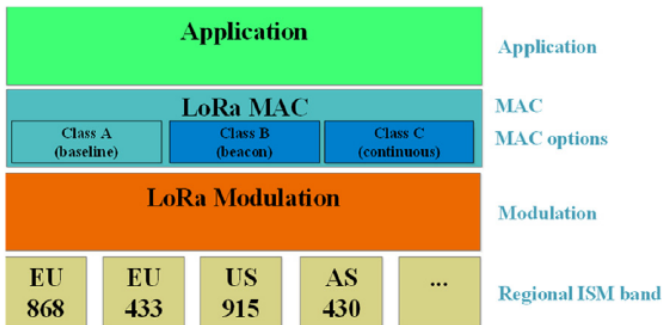 Application
Application
LoRa MAC
MAC
Class A
(baseline)
Class B
(beacon)
Class C
(continuous)
MAC options
LoRa Modulation
Modulation
EU
868
EU
433
US
915
AS
430
...
Regional ISM band